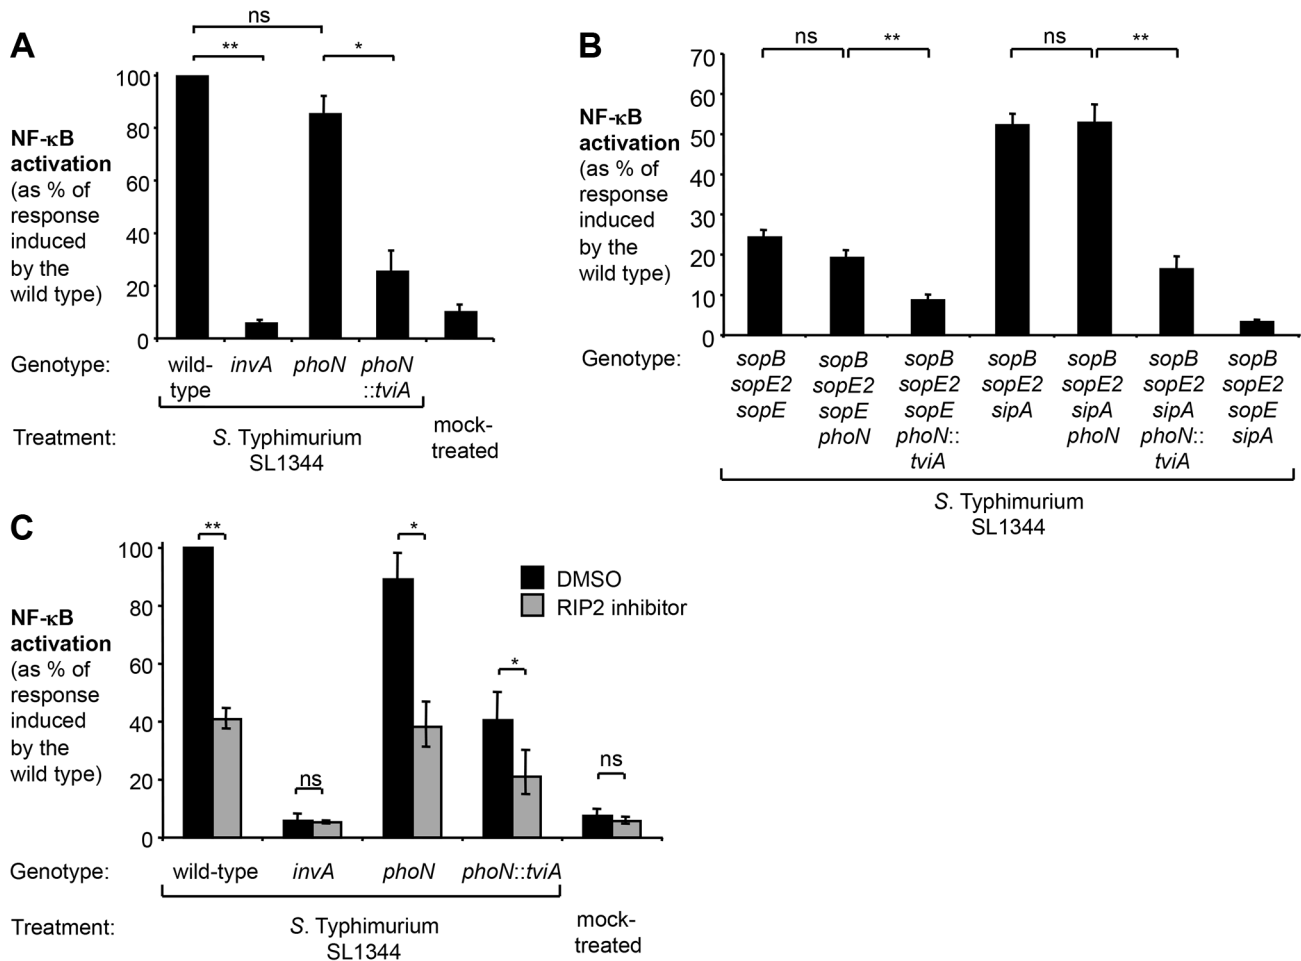 A
ns
**
*
100
80
60
40
20
0
NF-κB
activation
(as % of
response
induced
by the
wild type)
Genotype:
wild-
type
invA
phoN
phoN
::tviA
Treatment:
S. Typhimurium
SL1344
mock-
treated
B
ns
**
ns
**
70
60
50
40
30
20
10
0
NF-κB
activation
(as % of
response
induced
by the
wild type)
Genotype:
sopB
sopE2
sopE
sopB
sopE2
sopE
phoN
sopB
sopE2
sopE
phoN::
tviA
sopB
sopE2
sipA
sopB
sopE2
sipA
phoN
sopB
sopE2
sipA
phoN::
tviA
sopB
sopE2
sopE
sipA
S. Typhimurium
SL1344
C
**
ns
*
*
ns
DMSO
RIP2 inhibitor
100
80
60
40
20
0
NF-κB
activation
(as % of
response
induced
by the
wild type)
Genotype:
wild-type
invA
phoN
phoN::tviA
Treatment:
S. Typhimurium
SL1344
mock-
treated